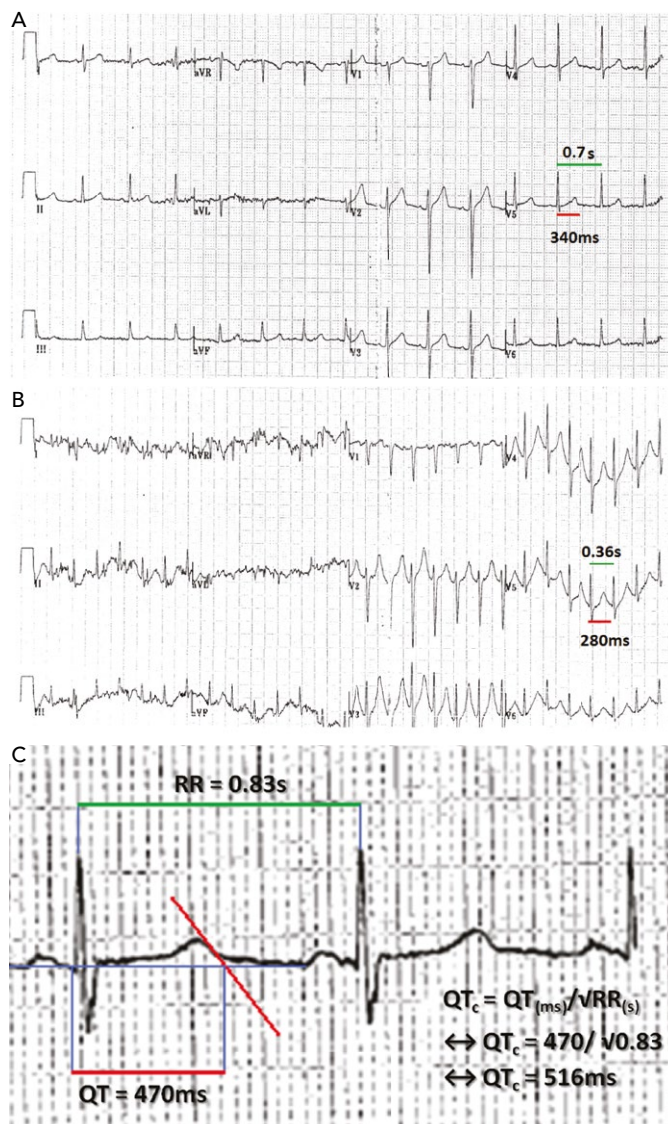 A
aVR
V1
V4
0.7 s
II
aVL
V2
V5
340ms
III
aVF
V3
V6
B
aVR
V1
V4
0.36s
II
aVL
V2
V5
280ms
III
aVF
V3
V6
C
RR = 0.83s
QTc = QT(ms)/√RR(s)
↔ QTc = 470/ √0.83
↔ QTc = 516ms
QT = 470ms